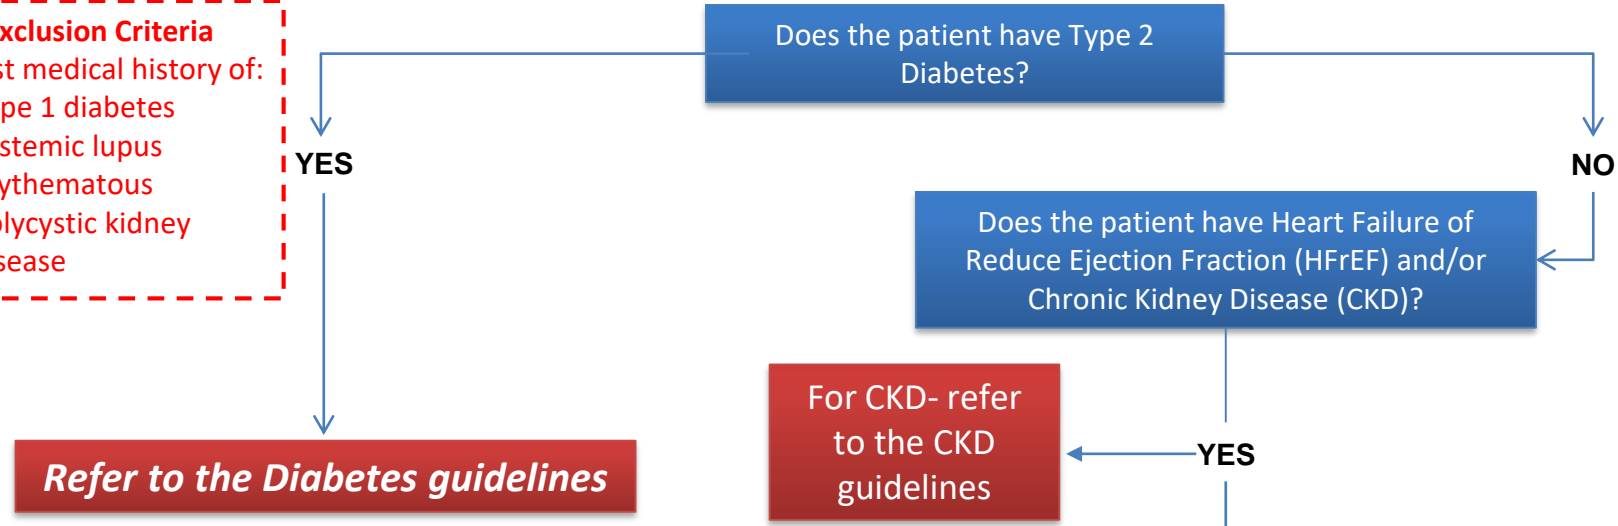 xclusion Criteria
st medical history of:
pe 1 diabetes
stemic lupus
ythematous
lycystic kidney
sease
Does the patient have Type 2
Diabetes?
YES
NO
Does the patient have Heart Failure of
Reduce Ejection Fraction (HFrEF) and/or
Chronic Kidney Disease (CKD)?
For CKD- refer
to the CKD
guidelines
YES
Refer to the Diabetes guidelines